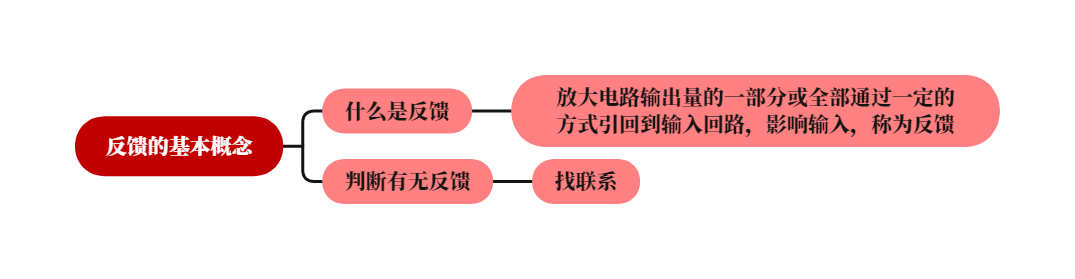 反馈的基本概念
什么是反馈
放大电路输出量的一部分或全部通过一定的
方式引回到输入回路，影响输入，称为反馈
判断有无反馈
找联系